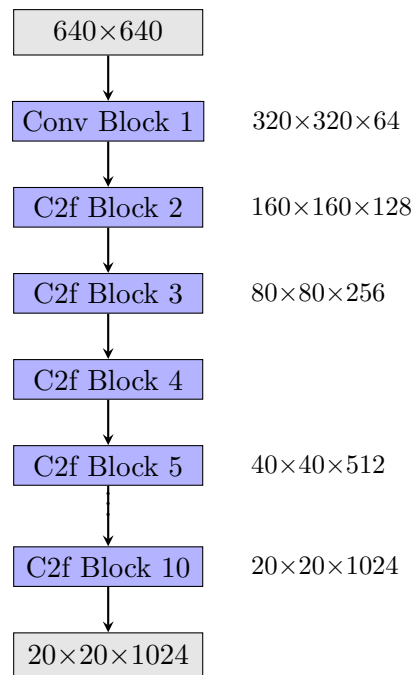 640×640
Conv Block 1 320×320×64
C2f Block 2 160×160×128
C2f Block 3 80×80×256
C2f Block 4
C2f Block 5 40×40×512
C2f Block 10 20×20×1024
20×20×1024